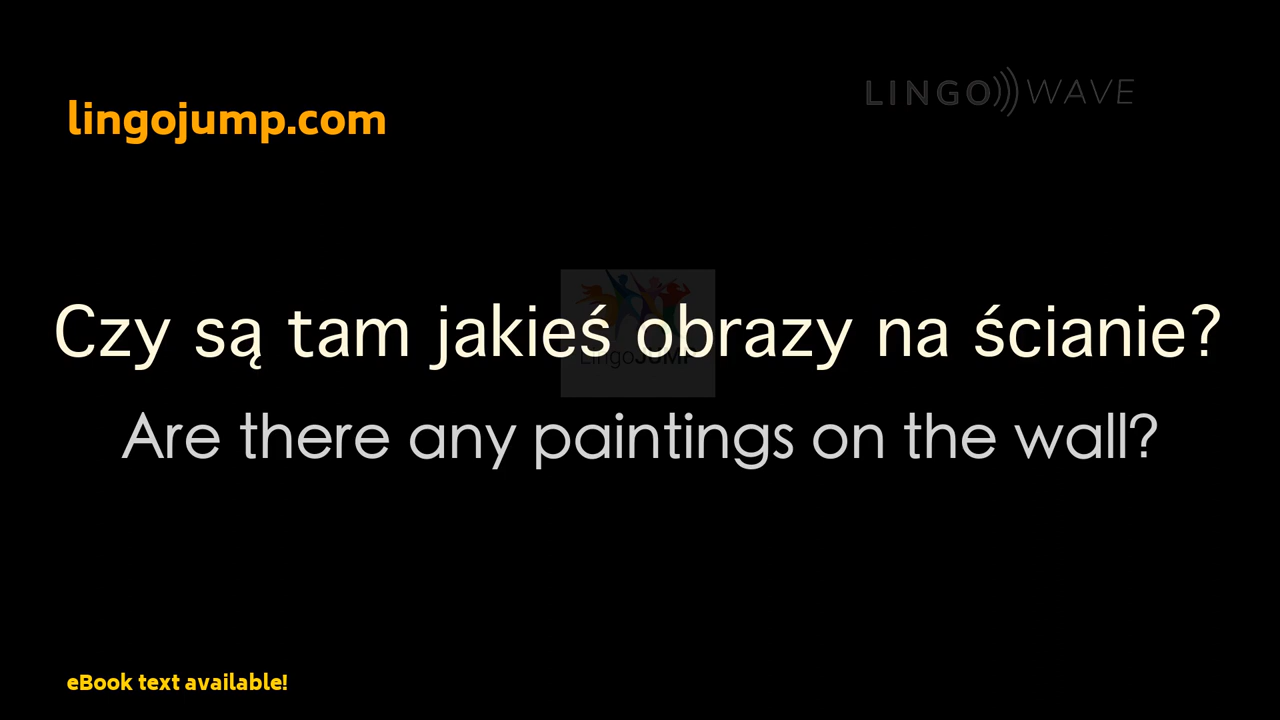 LINGO WAVE
lingojump.com
Czy są tam jakieś obrazy na ścianie?
LingoJUMP
Are there any paintings on the wall?
eBook text available!